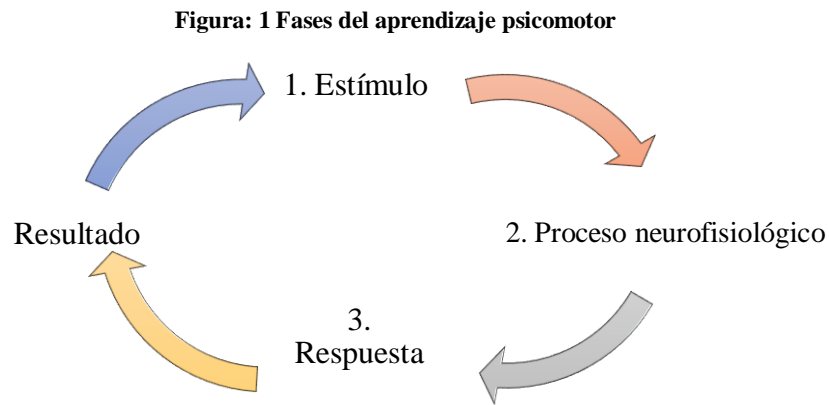 Figura: 1 Fases del aprendizaje psicomotor
1. Estímulo
2. Proceso neurofisiológico
3.
Respuesta
Resultado